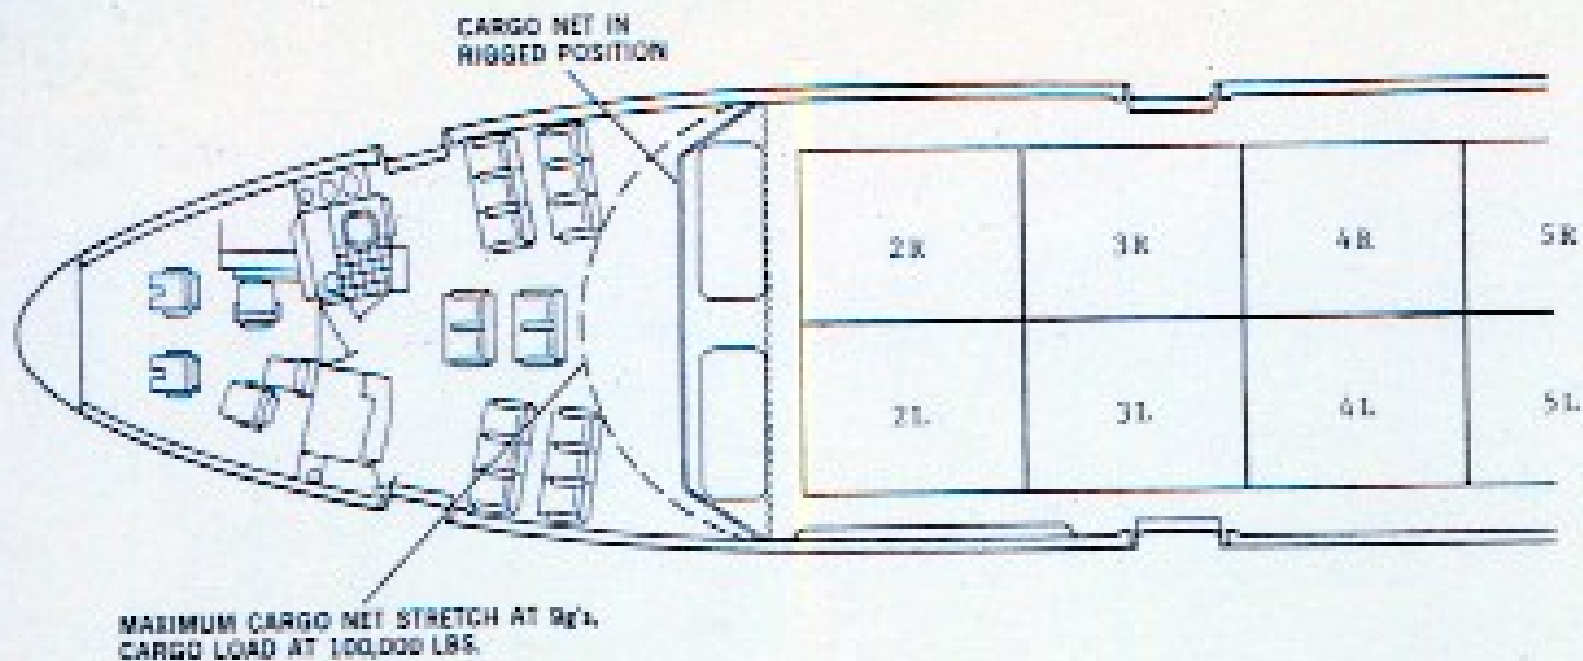 CARGO NET IN
RIGGED POSITION
2R
3R
4R
5R
2L
3L
4L
5L
MAXIMUM CARGO NET STRETCH AT 9g's,
CARGO LOAD AT 100,000 LBS.